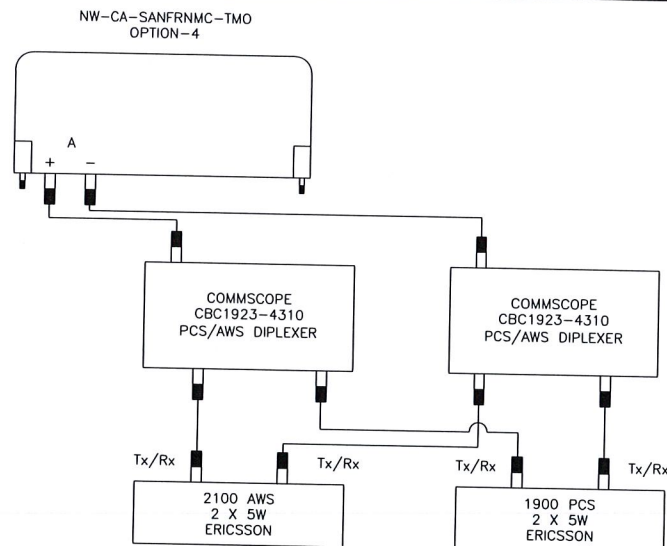 NW-CA-SANFRNMC-TMO
OPTION-4
A
+ -
COMMSCOPE
CBC1923-4310
PCS/AWS DIPLEXER
COMMSCOPE
CBC1923-4310
PCS/AWS DIPLEXER
Tx/Rx
Tx/Rx
Tx/Rx
Tx/Rx
2100 AWS
2 X 5W
ERICSSON
1900 PCS
2 X 5W
ERICSSON